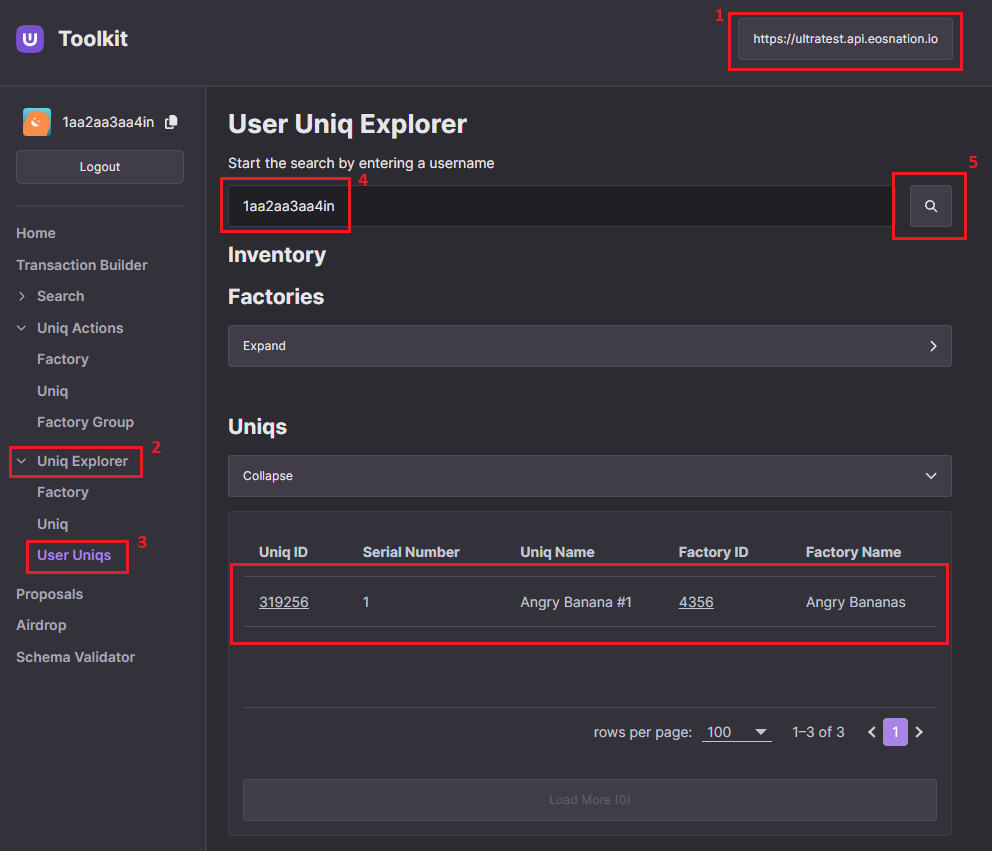 1
Toolkit
https://ultratest.api.eosnation.io
1aa2aa3aa4in
Logout
Home
Transaction Builder
Search
Uniq Actions
Factory
Uniq
Factory Group
2
Uniq Explorer
Factory
Uniq
3
User Uniqs
Proposals
Airdrop
Schema Validator
User Uniq Explorer
Start the search by entering a username
4
1aa2aa3aa4in
5
Inventory
Factories
Expand
Uniqs
Collapse
Uniq ID Serial Number Uniq Name Factory ID Factory Name
319256 1 Angry Banana #1 4356 Angry Bananas
rows per page: 100 1–3 of 3 1
Load More (0)